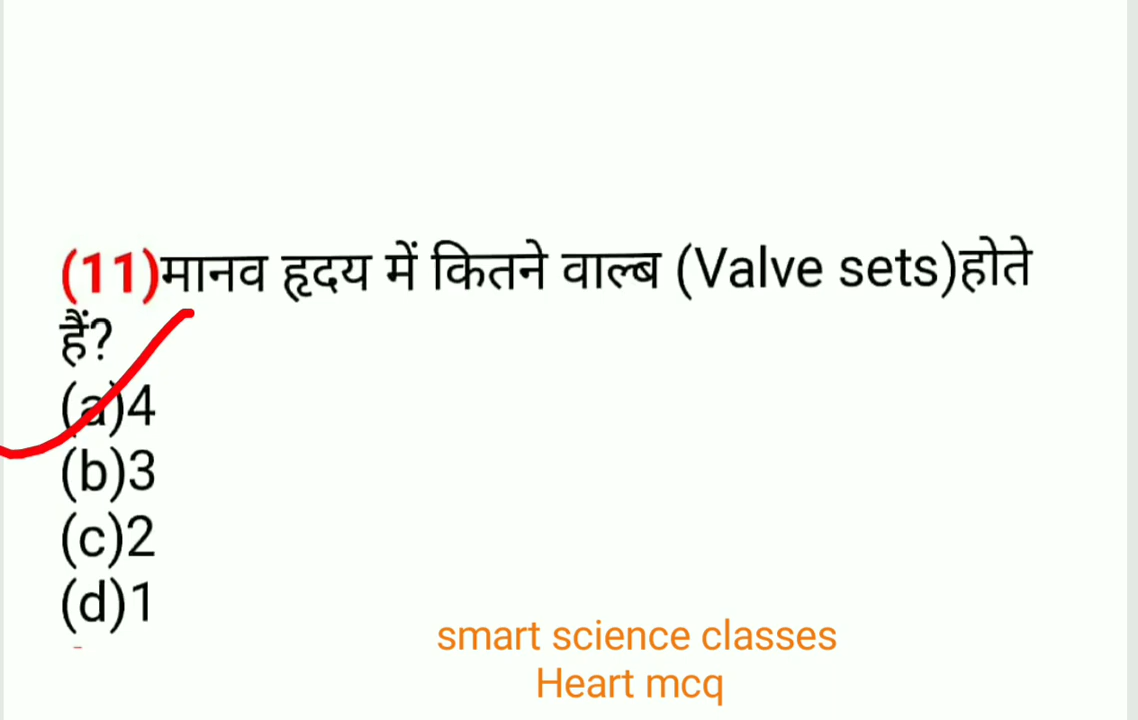 (11)मानव हृदय में कितने वाल्ब (Valve sets)होते
हैं?
(a)4
(b)3
(c)2
(d)1
smart science classes
Heart mcq